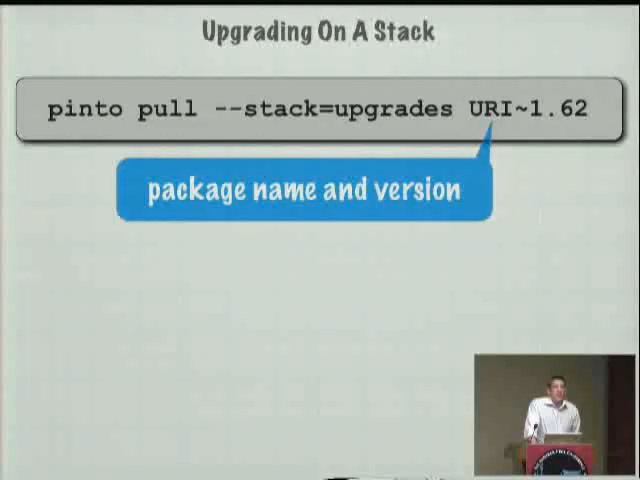 Upgrading On A Stack
pinto pull --stack=upgrades URI~1.62
package name and version